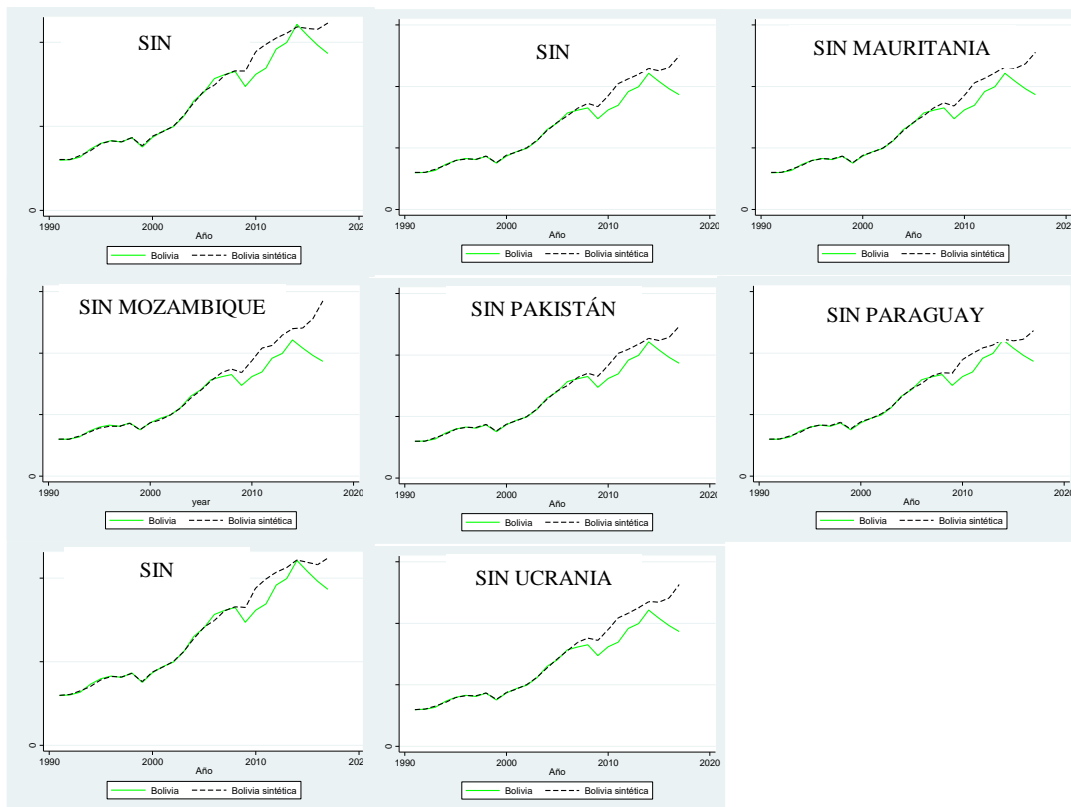 SIN
0
1990 2000 2010 202
Año
Bolivia Bolivia sintética
SIN
0
1990 2000 2010 2020
Año
Bolivia Bolivia sintética
SIN MAURITANIA
0
1990 2000 2010 2020
Año
Bolivia Bolivia sintética
SIN MOZAMBIQUE
0
1990 2000 2010 2020
year
Bolivia Bolivia sintética
SIN PAKISTÁN
0
1990 2000 2010 2020
Año
Bolivia Bolivia sintética
SIN PARAGUAY
0
1990 2000 2010 2020
Año
Bolivia Bolivia sintética
SIN
0
1990 2000 2010 202
Año
Bolivia Bolivia sintética
SIN UCRANIA
0
1990 2000 2010 2020
Año
Bolivia Bolivia sintética